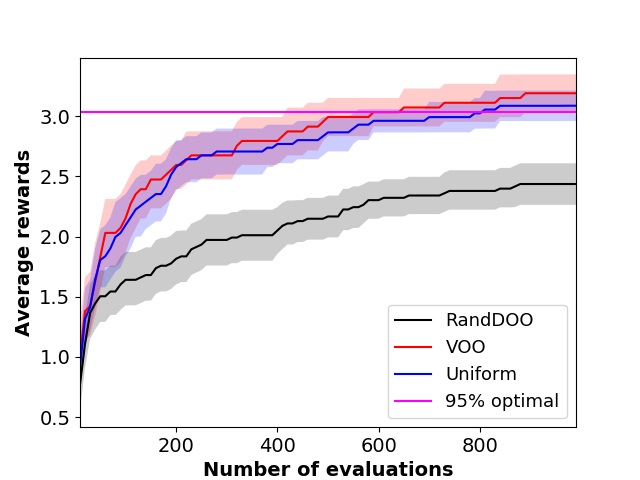 3.0
2.5
2.0
1.5
1.0
0.5
Average rewards
RandDOO
VOO
Uniform
95% optimal
200 400 600 800
Number of evaluations